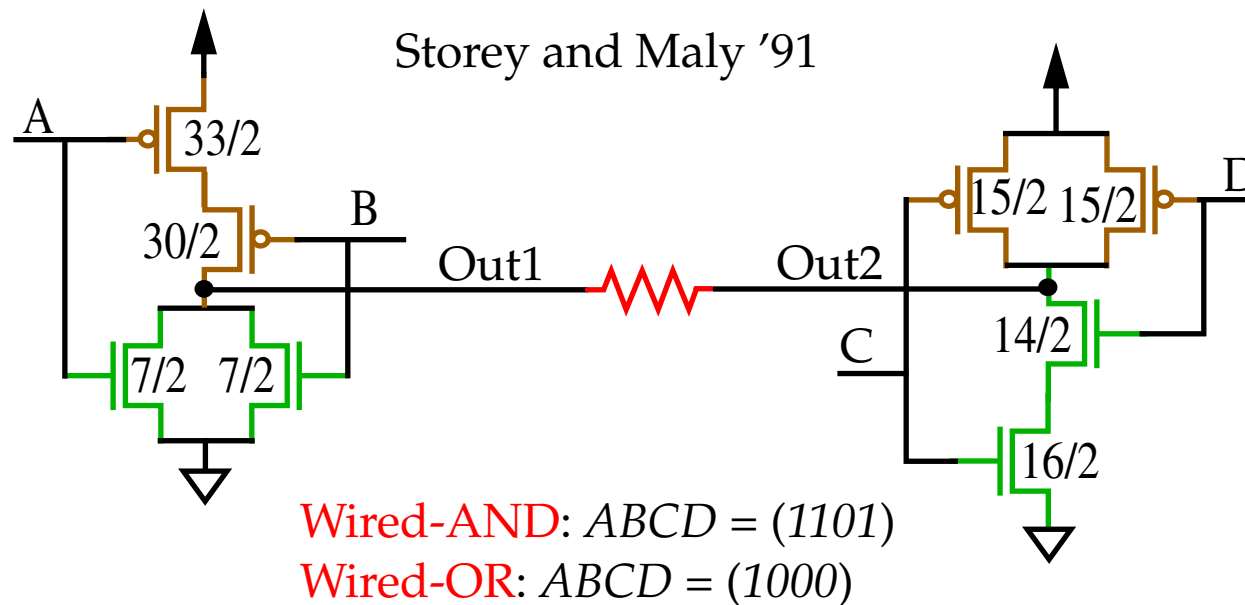 Storey and Maly ’91
A
33/2
B
30/2
Out1
7/2 7/2
Out2
15/2 15/2
D
14/2
C
16/2
Wired-AND: ABCD = (1101)
Wired-OR: ABCD = (1000)